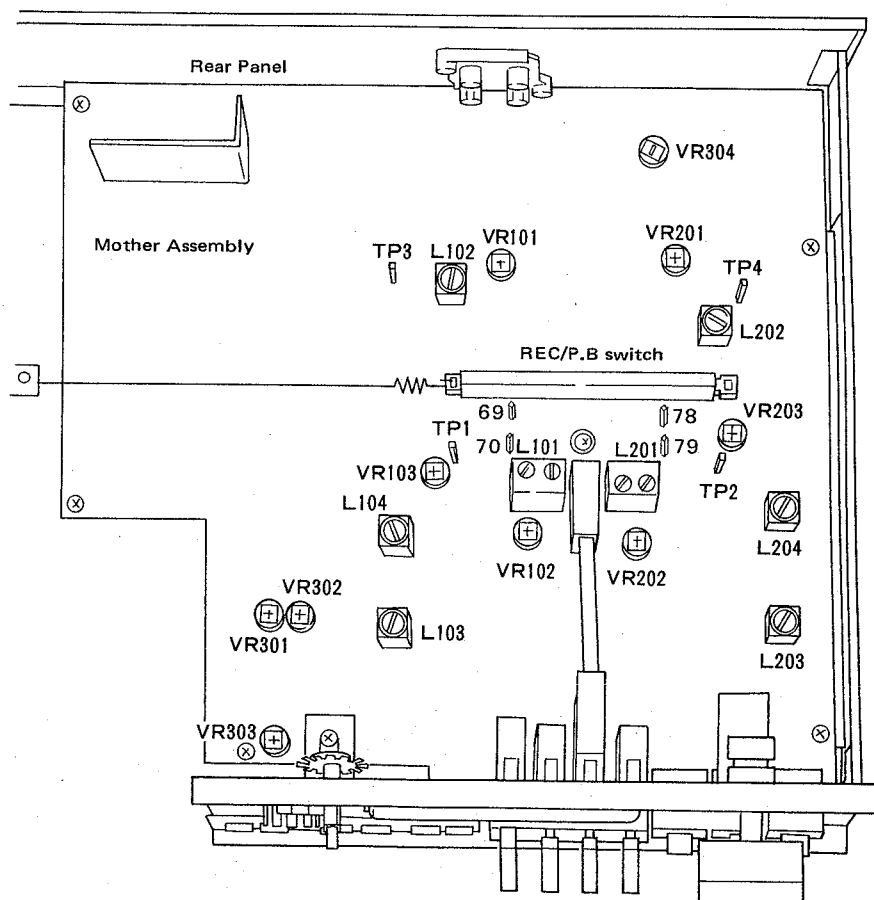 Rear Panel
VR304
Mother Assembly
TP3
L102
VR101
VR201
TP4
L202
REC/P.B switch
69
78
VR203
TP1
70
L101
L201
79
VR103
TP2
L104
L204
VR102
VR202
VR302
VR301
L103
L203
VR303